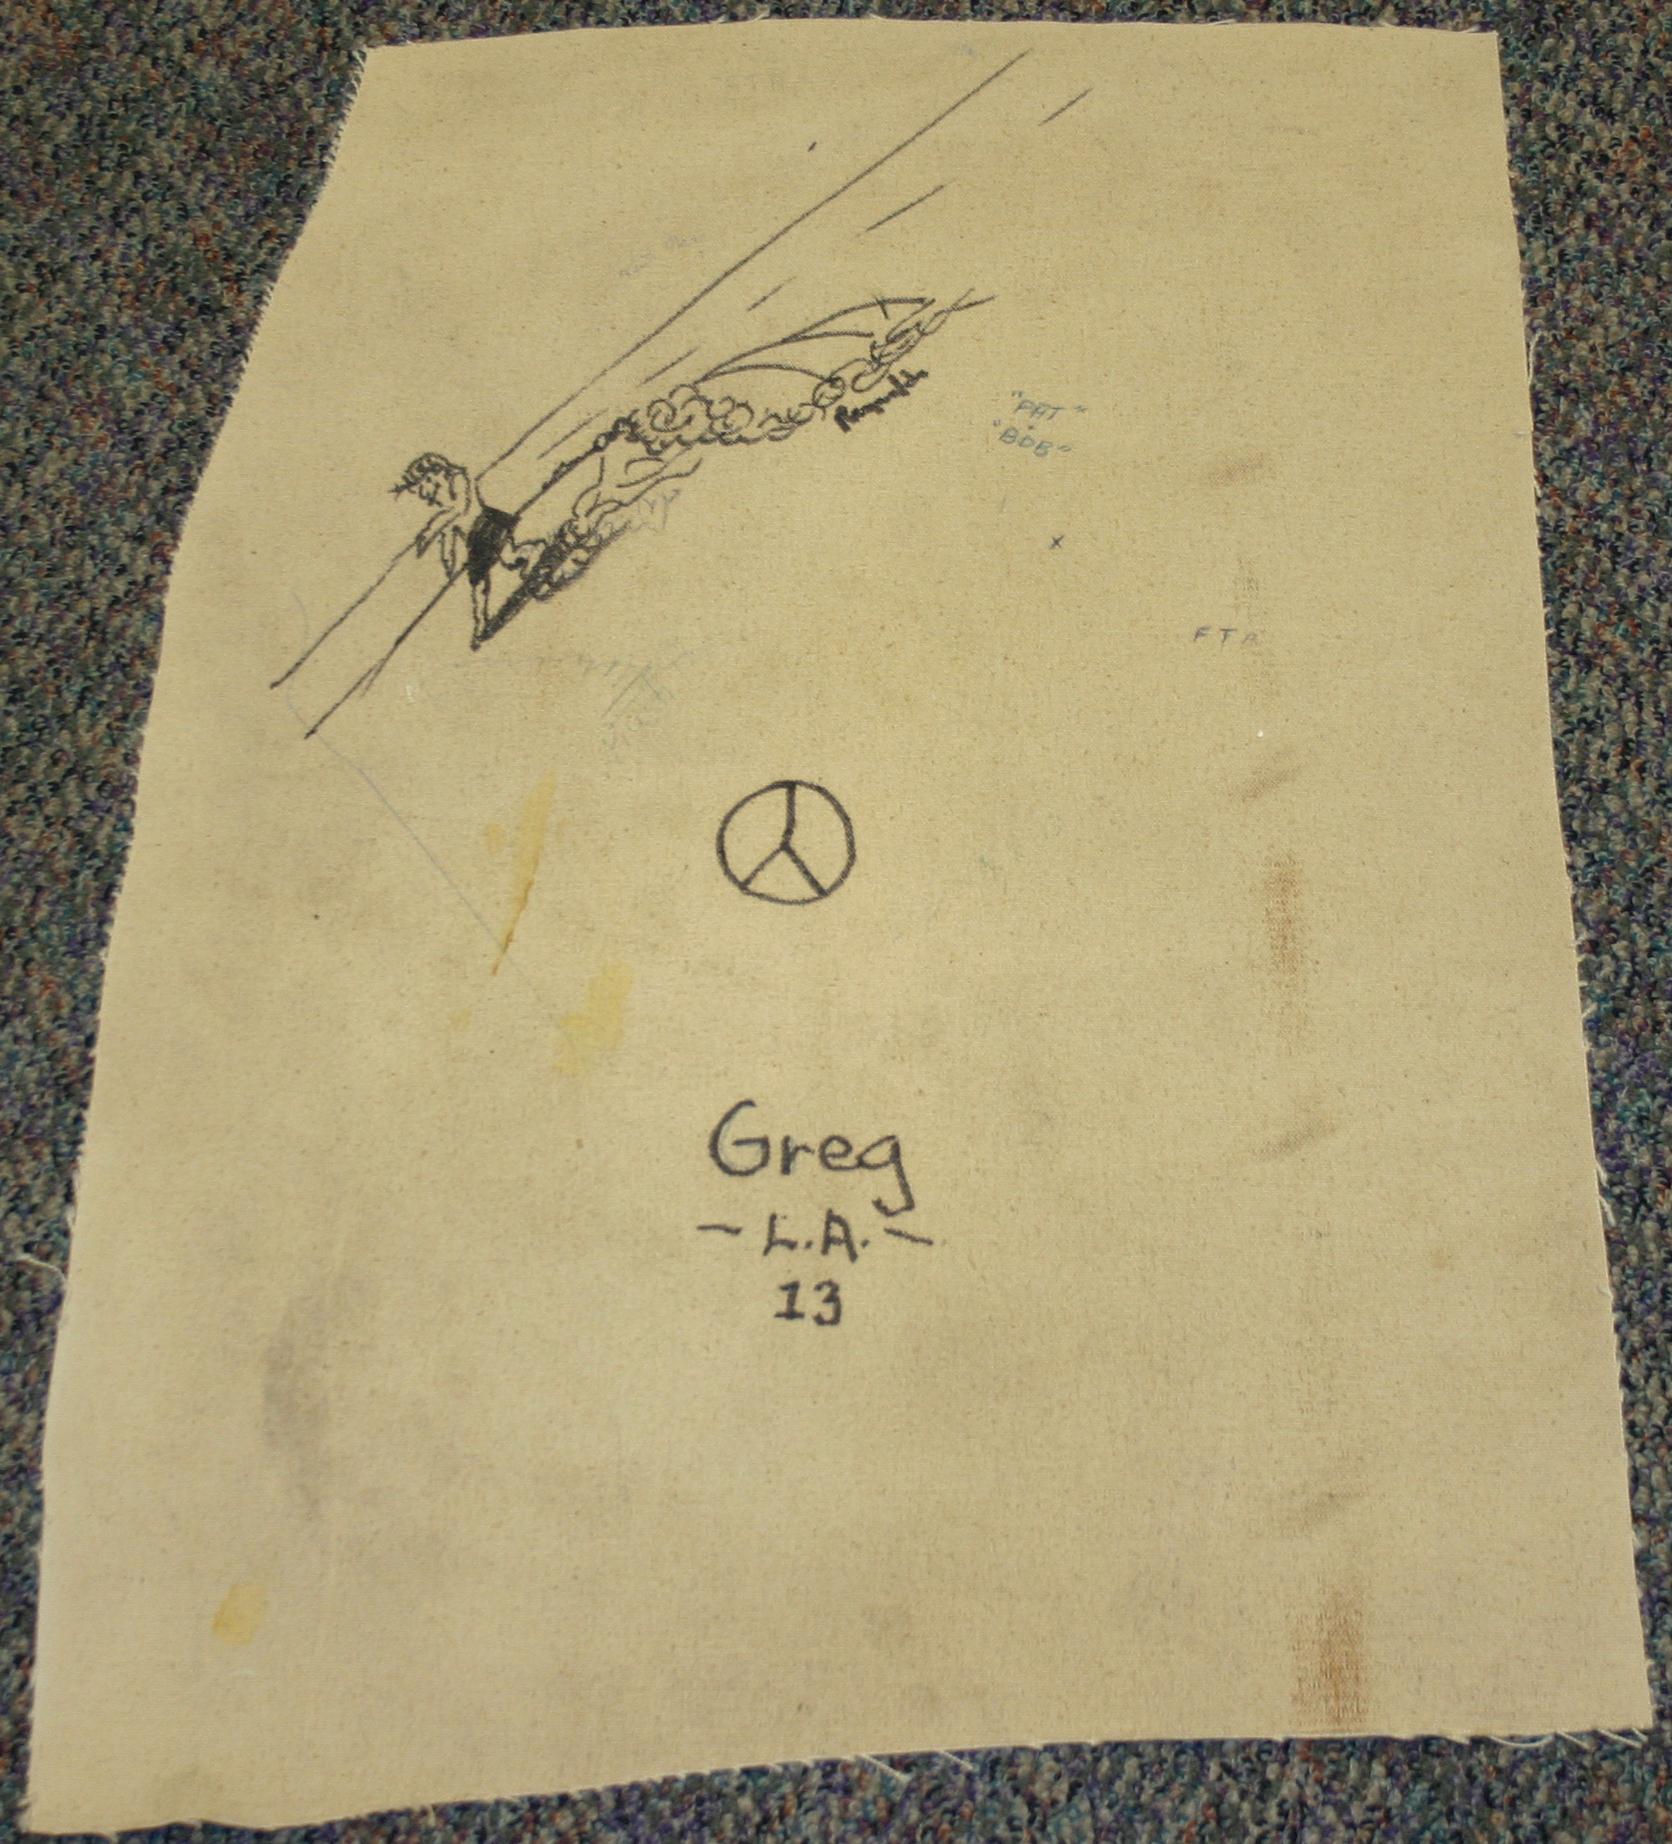 "PAT"
"BOB"
x
FTA
Greg
- L.A. -
13